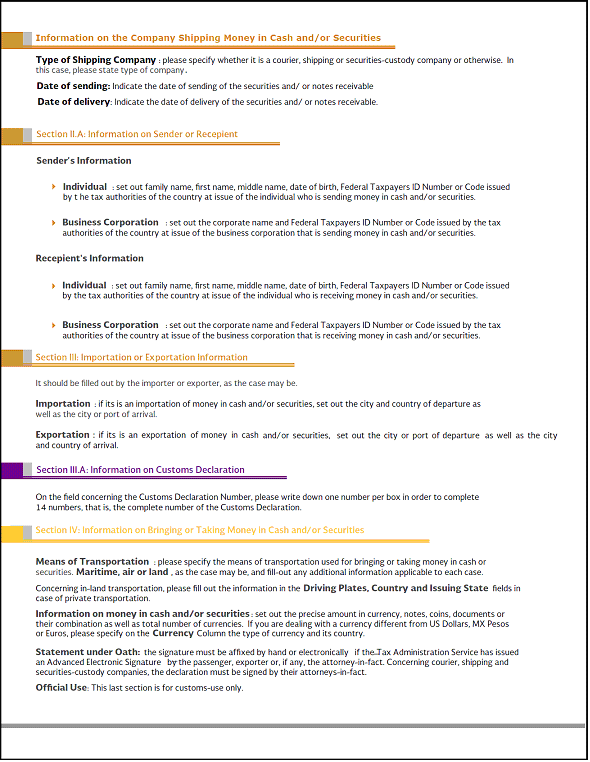 Information on the Company Shipping Money in Cash and/or Securities
Type of Shipping Company : please specify whether it is a courier, shipping or securities-custody company or otherwise. In
this case, please state type of company.
Date of sending: Indicate the date of sending of the securities and/ or notes receivable
Date of delivery: Indicate the date of delivery of the securities and/ or notes receivable.
Section II.A: Information on Sender or Recepient
Sender's Information
Individual : set out family name, first name, middle name, date of birth, Federal Taxpayers ID Number or Code issued
by t he tax authorities of the country at issue of the individual who is sending money in cash and/or securities.
Business Corporation : set out the corporate name and Federal Taxpayers ID Number or Code issued by the tax
authorities of the country at issue of the business corporation that is sending money in cash and/or securities.
Recepient's Information
Individual : set out family name, first name, middle name, date of birth, Federal Taxpayers ID Number or Code issued
by the tax authorities of the country at issue of the individual who is receiving money in cash and/or securities.
Business Corporation : set out the corporate name and Federal Taxpayers ID Number or Code issued by the tax
authorities of the country at issue of the business corporation that is receiving money in cash and/or securities.
Section III: Importation or Exportation Information
It should be filled out by the importer or exporter, as the case may be.
Importation : if its is an importation of money in cash and/or securities, set out the city and country of departure as
well as the city or port of arrival.
Exportation : if its is an exportation of money in cash and/or securities, set out the city or port of departure as well as the city
and country of arrival.
Section III.A: Information on Customs Declaration
On the field concerning the Customs Declaration Number, please write down one number per box in order to complete
14 numbers, that is, the complete number of the Customs Declaration.
Section IV: Information on Bringing or Taking Money in Cash and/or Securities
Means of Transportation : please specify the means of transportation used for bringing or taking money in cash or
securities. Maritime, air or land , as the case may be, and fill-out any additional information applicable to each case.
Concerning in-land transportation, please fill out the information in the Driving Plates, Country and Issuing State fields in
case of private transportation.
Information on money in cash and/or securities : set out the precise amount in currency, notes, coins, documents or
their combination as well as total number of currencies. If you are dealing with a currency different from US Dollars, MX Pesos
or Euros, please specify on the Currency Column the type of currency and its country.
Statement under Oath: the signature must be affixed by hand or electronically if the Tax Administration Service has issued
an Advanced Electronic Signature by the passenger, exporter or, if any, the attorney-in-fact. Concerning courier, shipping and
securities-custody companies, the declaration must be signed by their attorneys-in-fact.
Official Use: This last section is for customs-use only.